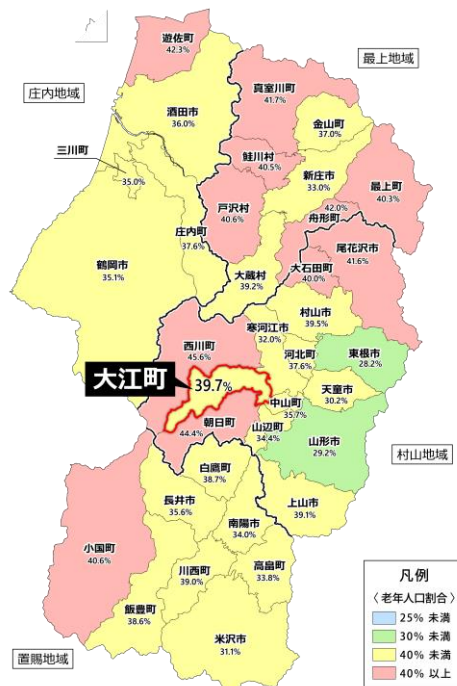 遊佐町
42.3%
最上地域
真室川町
41.7%
庄内地域
酒田市
36.0%
金山町
37.0%
三川町
35.0%
鮭川村
40.5%
新庄市
33.0%
最上町
40.3%
戸沢村
40.6%
42.0%
舟形町
庄内町
37.6%
尾花沢市
41.6%
鶴岡市
35.1%
大蔵村
39.2%
大石田町
40.0%
村山市
39.5%
西川町
45.6%
寒河江市
32.0%
河北町
37.6%
東根市
28.2%
大江町
39.7%
天童市
30.2%
中山町
35.7%
朝日町
44.4%
山辺町
34.4%
山形市
29.2%
村山地域
白鷹町
38.7%
長井市
35.6%
上山市
39.1%
南陽市
34.0%
小国町
40.6%
川西町
39.0%
高畠町
33.8%
飯豊町
38.6%
米沢市
31.1%
置賜地域
凡例
〈 老年人口割合 〉
25% 未満
30% 未満
40% 未満
40% 以上